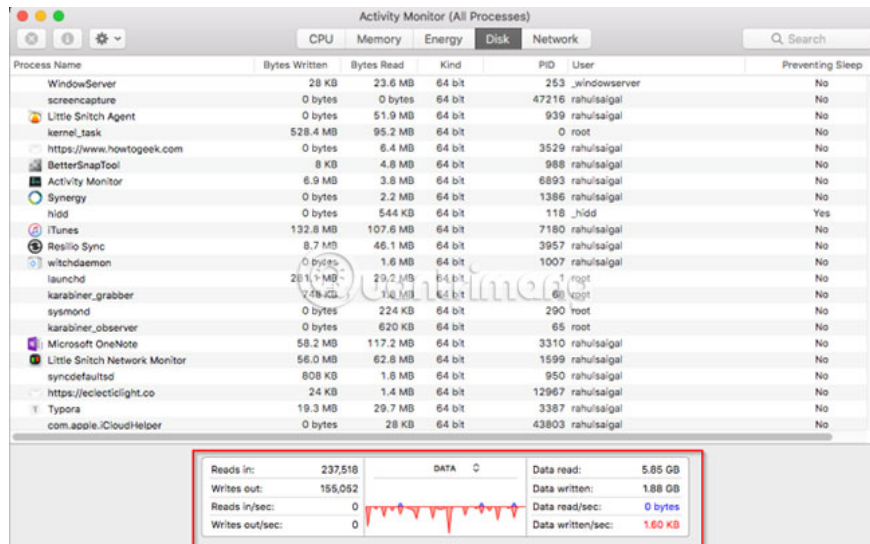 Activity Monitor (All Processes)
CPU Memory Energy Disk Network Search
Process Name Bytes Written Bytes Read Kind PID User Preventing Sleep
WindowServer 28 KB 23.6 MB 64 bit 253 _windowserver No
screencapture 0 bytes 0 bytes 64 bit 47216 rahulsaigal No
Little Snitch Agent 0 bytes 51.9 MB 64 bit 939 rahulsaigal No
kernel_task 528.4 MB 95.2 MB 64 bit 0 root No
https://www.howtogeek.com 0 bytes 6.4 MB 64 bit 3529 rahulsaigal No
BetterSnapTool 8 KB 4.8 MB 64 bit 988 rahulsaigal No
Activity Monitor 6.9 MB 3.8 MB 64 bit 6893 rahulsaigal No
Synergy 0 bytes 2.2 MB 64 bit 1386 rahulsaigal No
hidd 0 bytes 544 KB 64 bit 118 _hidd Yes
iTunes 132.8 MB 107.6 MB 64 bit 7180 rahulsaigal No
Resilio Sync 8.7 MB 46.1 MB 64 bit 3957 rahulsaigal No
witchdaemon 0 bytes 1.6 MB 64 bit 1007 rahulsaigal No
launchd MB 29.2 MB 64 bit 1 root No
karabiner_grabber 748 KB MB 64 bit root No
sysmond 0 bytes 224 KB 64 bit 290 root No
karabiner_observer 0 bytes 620 KB 64 bit 65 root No
Microsoft OneNote 58.2 MB 117.2 MB 64 bit 3310 rahulsaigal No
Little Snitch Network Monitor 56.0 MB 62.8 MB 64 bit 1599 rahulsaigal No
syncdefaultsd 808 KB 1.8 MB 64 bit 950 rahulsaigal No
https://eclecticlight.co 24 KB 1.4 MB 64 bit 12967 rahulsaigal No
Typora 19.3 MB 29.7 MB 64 bit 3387 rahulsaigal No
com.apple.iCloudHelper 0 bytes 28 KB 64 bit 43803 rahulsaigal No
Quantrimang
Reads in: 237,518 DATA Data read: 5.85 GB
Writes out: 155,052 Data written: 1.88 GB
Reads in/sec: 0 Data read/sec: 0 bytes
Writes out/sec: 0 Data written/sec: 1.60 KB